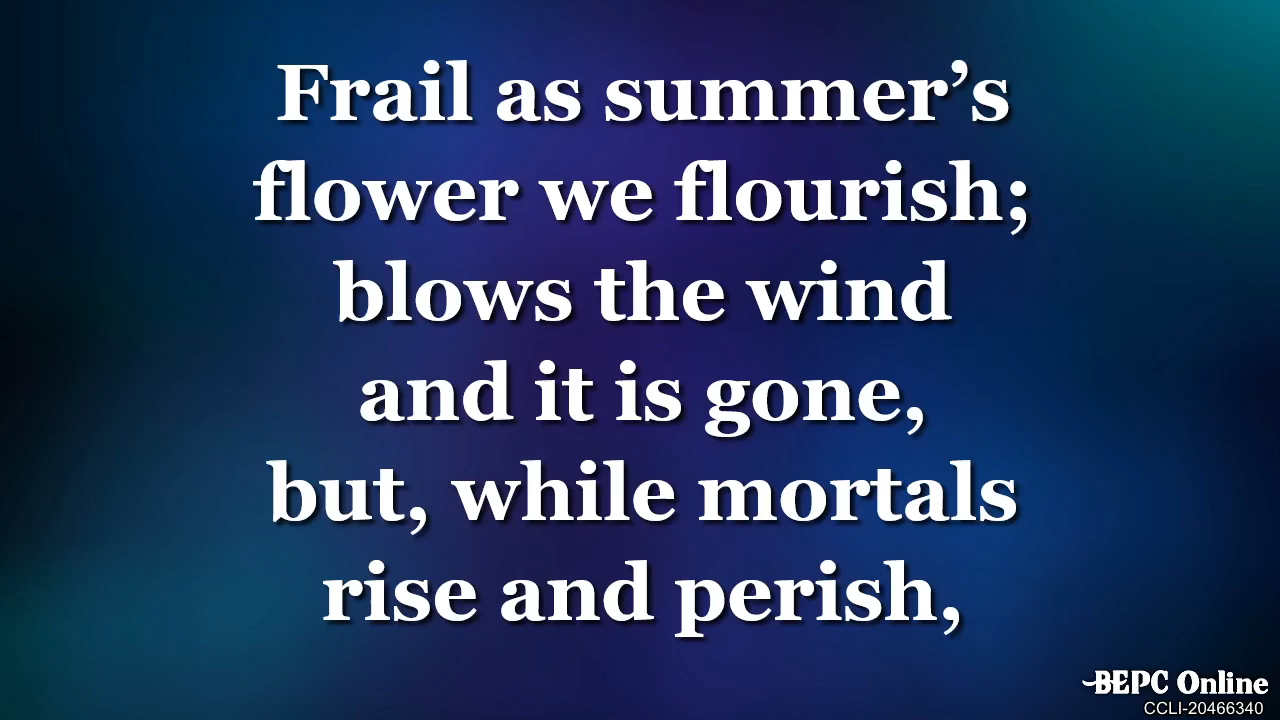 Frail as summer’s
flower we flourish;
blows the wind
and it is gone,
but, while mortals
rise and perish,
BEPC Online
CCLI-20466340